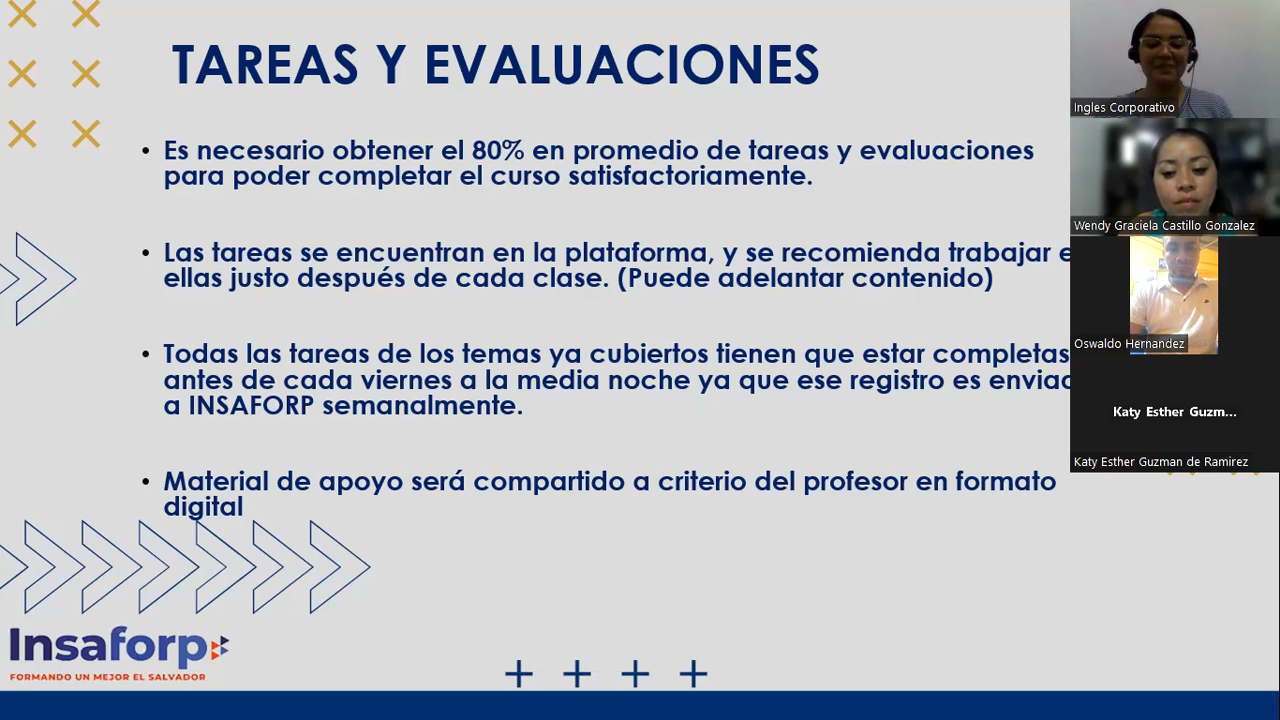 TAREAS Y EVALUACIONES
• Es necesario obtener el 80% en promedio de tareas y evaluaciones
para poder completar el curso satisfactoriamente.
• Las tareas se encuentran en la plataforma, y se recomienda trabajar
ellas justo después de cada clase. (Puede adelantar contenido)
• Todas las tareas de los temas ya cubiertos tienen que estar completas
antes de cada viernes a la media noche ya que ese registro es
a INSAFORP semanalmente.
• Material de apoyo será compartido a criterio del profesor en formato
digital
Insaforp
FORMANDO UN MEJOR EL SALVADOR
Ingles Corporativo
Wendy Graciela Castillo Gonzalez
Oswaldo Hernandez
Katy Esther Guzm...
Katy Esther Guzman de Ramirez